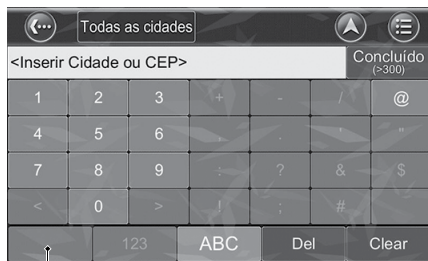 Todas as cidades
<Inserir Cidade ou CEP> Concluído
(>300)
1 2 3 + - / @
4 5 6 , . ' "
7 8 9 : ? & $
< 0 > ! ; #
123 ABC Del Clear